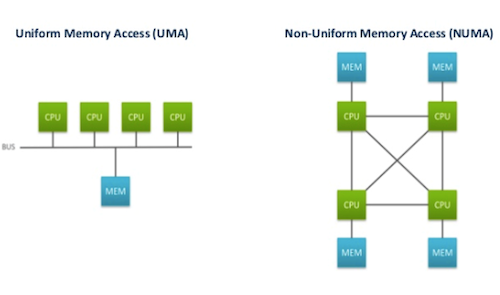 Uniform Memory Access (UMA)
CPU CPU CPU CPU
BUS
MEM
Non-Uniform Memory Access (NUMA)
MEM MEM
CPU CPU
CPU CPU
MEM MEM